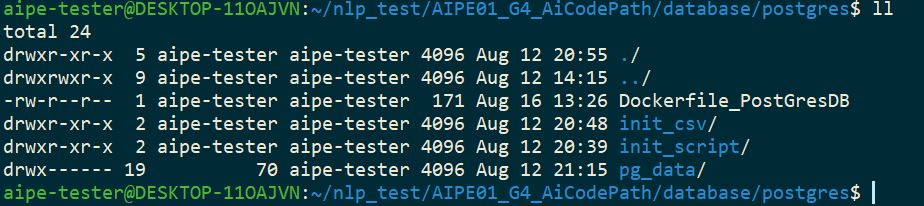 aipe-tester@DESKTOP-11OAJVN:~/nlp_test/AIPE01_G4_AiCodePath/database/postgres$ ll
total 24
drwxr-xr-x  5 aipe-tester aipe-tester 4096 Aug 12 20:55 ./
drwxrwxr-x  9 aipe-tester aipe-tester 4096 Aug 12 14:15 ../
-rw-r--r--  1 aipe-tester aipe-tester  171 Aug 16 13:26 Dockerfile_PostGresDB
drwxr-xr-x  2 aipe-tester aipe-tester 4096 Aug 12 20:48 init_csv/
drwxr-xr-x  2 aipe-tester aipe-tester 4096 Aug 12 20:39 init_script/
drwx------ 19          70 aipe-tester 4096 Aug 12 21:15 pg_data/
aipe-tester@DESKTOP-11OAJVN:~/nlp_test/AIPE01_G4_AiCodePath/database/postgres$